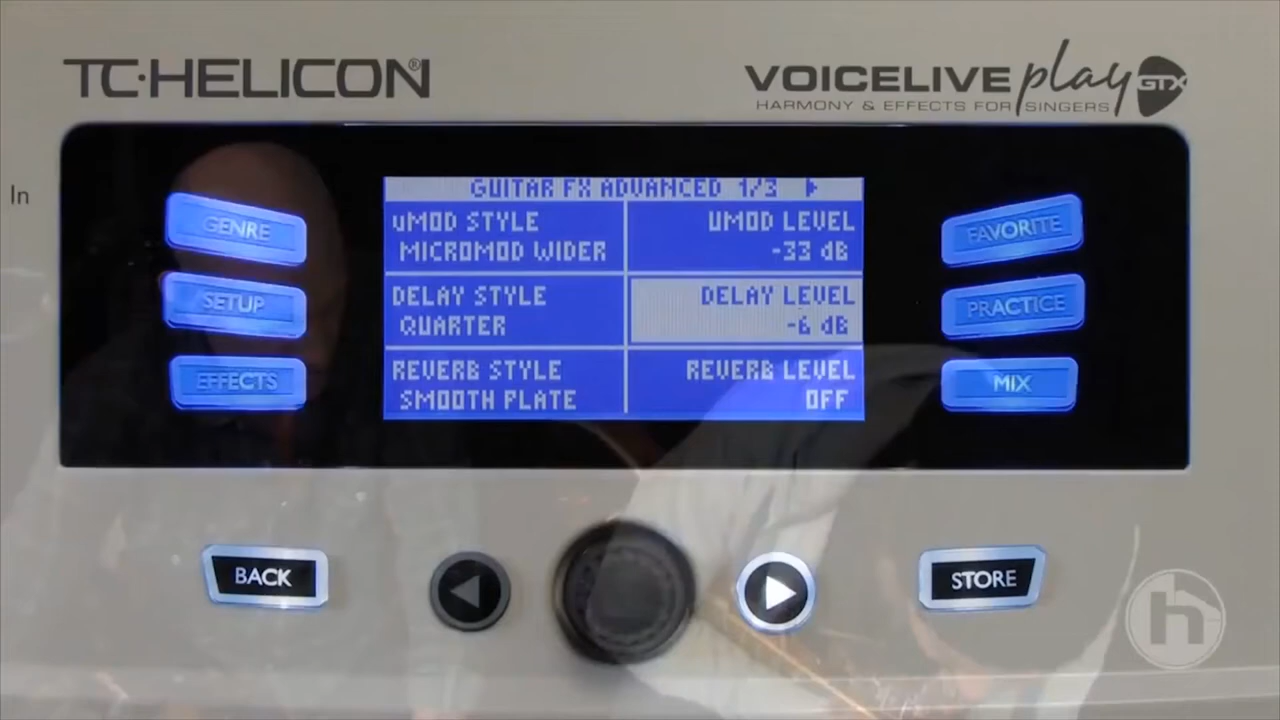 TC·HELICON®
VOICELIVE play GTX
HARMONY & EFFECTS FOR SINGERS
In
GUITAR FX ADVANCED 1/3
GENRE
SETUP
EFFECTS
uMOD STYLE
MICROMOD WIDER
UMOD LEVEL
-33 dB
DELAY STYLE
QUARTER
DELAY LEVEL
-6 dB
REVERB STYLE
SMOOTH PLATE
REVERB LEVEL
OFF
FAVORITE
PRACTICE
MIX
BACK
STORE
h